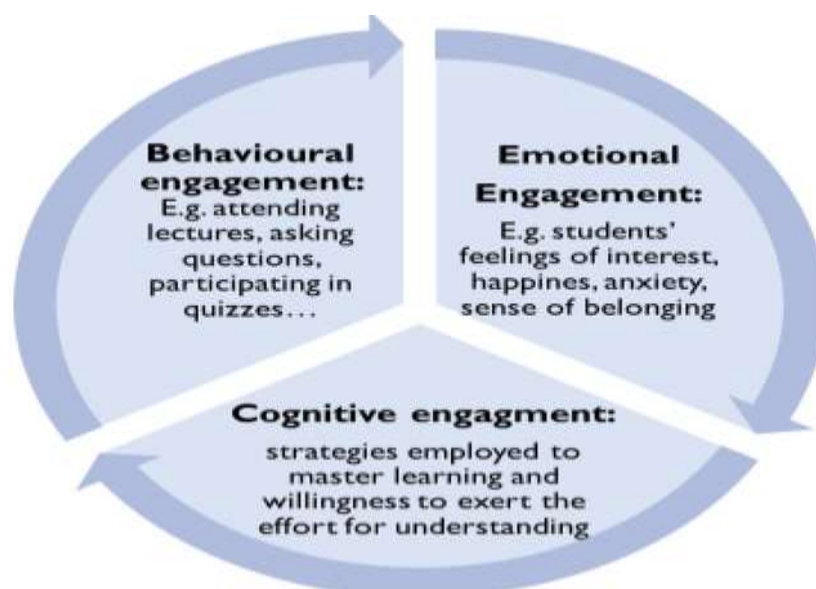 Behavioural
engagement:
E.g. attending
lectures, asking
questions,
participating in
quizzes...
Emotional
Engagement:
E.g. students'
feelings of interest,
happines, anxiety,
sense of belonging
Cognitive engagment:
strategies employed to
master learning and
willingness to exert the
effort for understanding